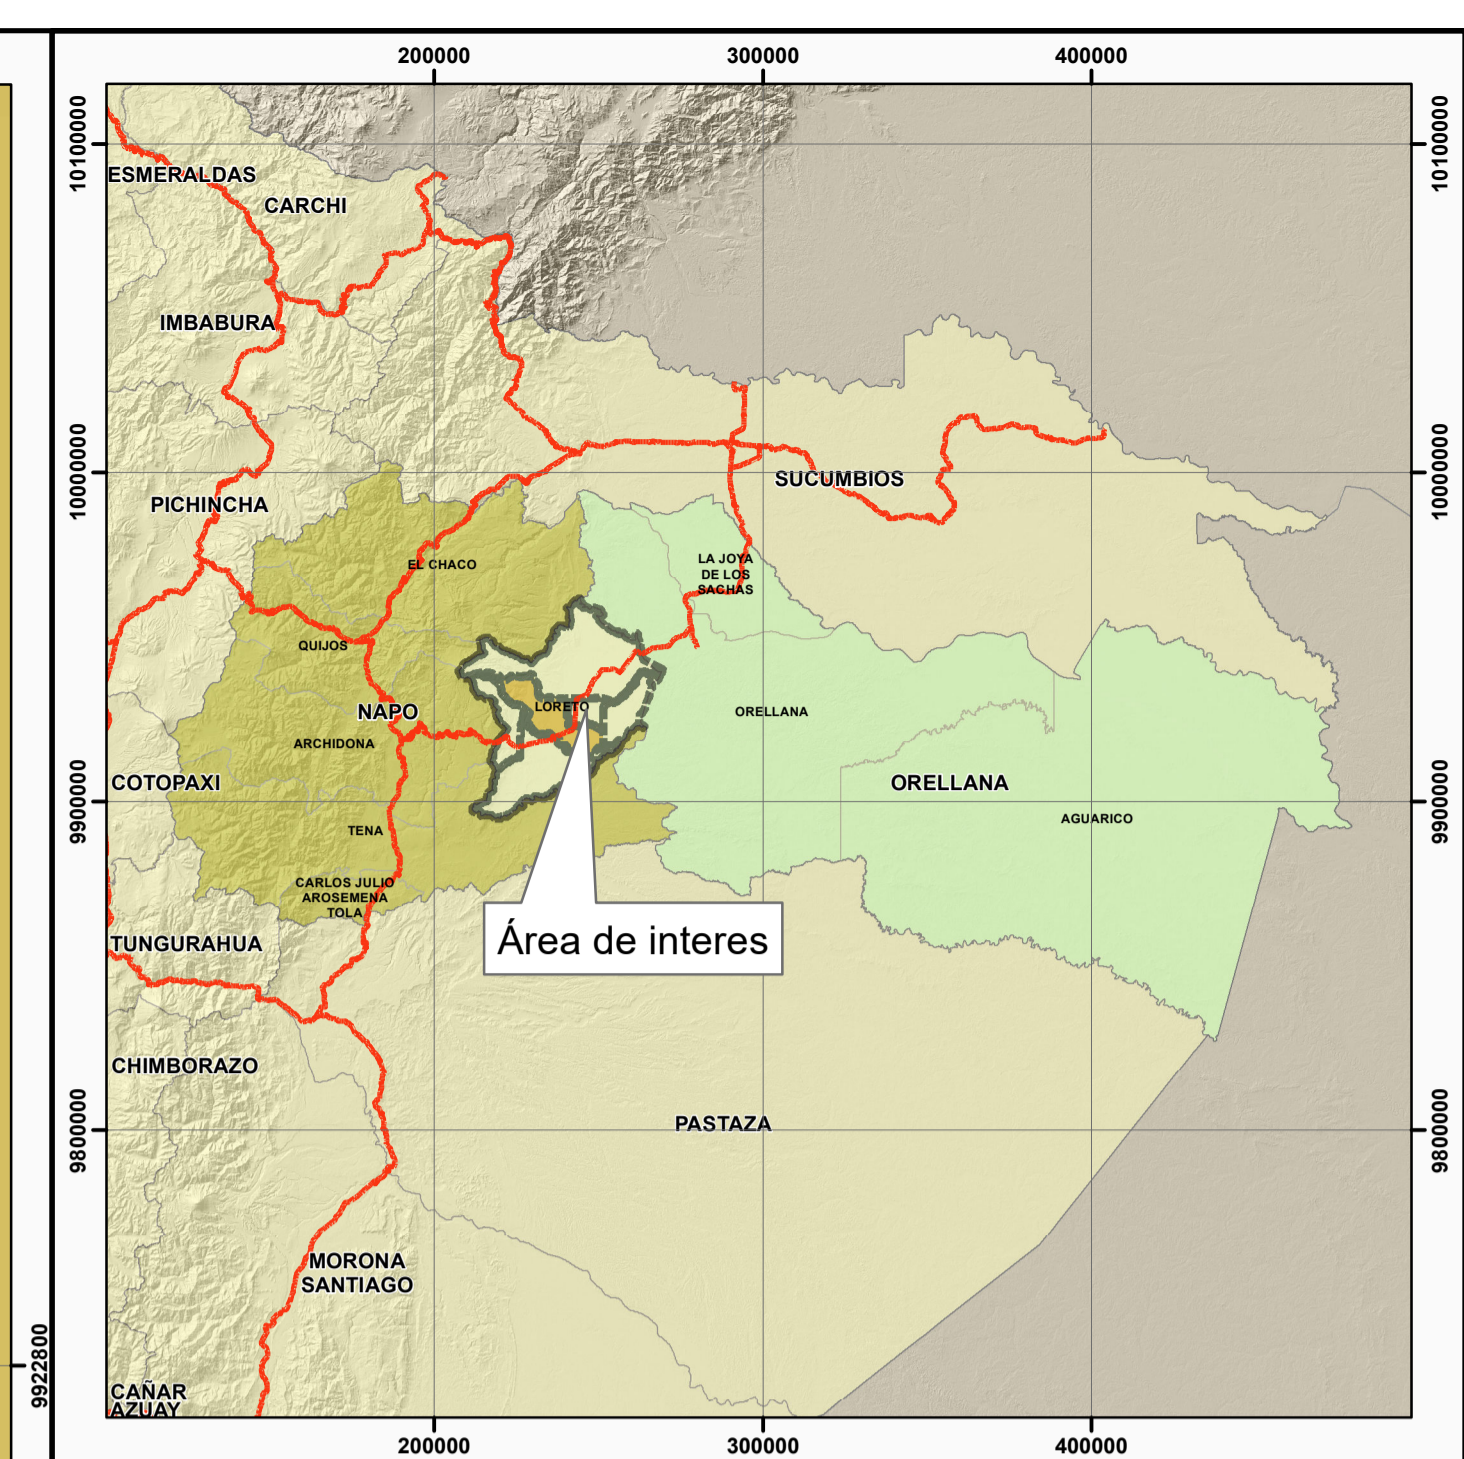 200000 300000 400000
10100000
10100000
ESMERALDAS
CARCHI
IMBABURA
10000000
10000000
SUCUMBIOS
PICHINCHA
EL CHACO
LA JOYA
DE LOS
SACHAS
QUIJOS
NAPO
LORETO
ORELLANA
ARCHIDONA
COTOPAXI
ORELLANA
9900000
9900000
AGUARICO
TENA
CARLOS JULIO
AROSEMENA
TOLA
TUNGURAHUA
Área de interes
CHIMBORAZO
PASTAZA
9800000
9800000
MORONA
SANTIAGO
9922800
CAÑAR
AZUAY
200000 300000 400000